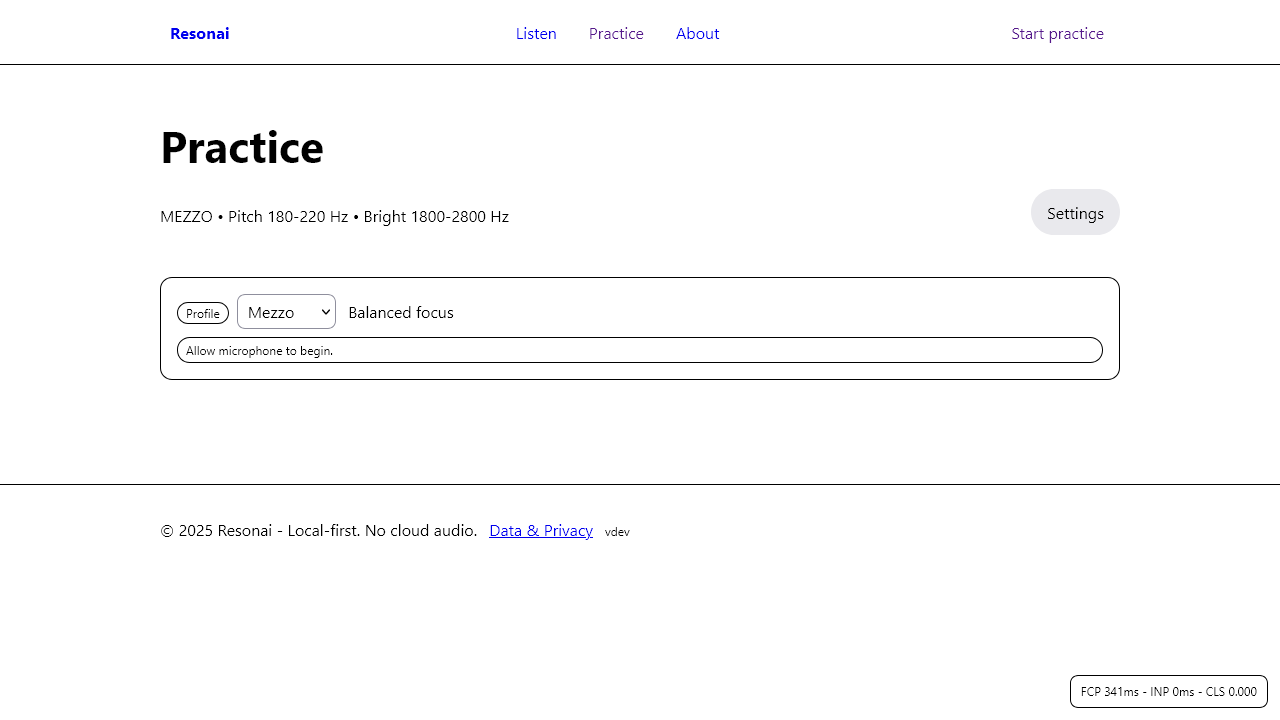 Resonai Listen Practice About Start practice
Practice
MEZZO • Pitch 180-220 Hz • Bright 1800-2800 Hz
Settings
Profile Mezzo Balanced focus
Allow microphone to begin.
© 2025 Resonai - Local-first. No cloud audio. Data & Privacy vdev
FCP 341ms - INP 0ms - CLS 0.000